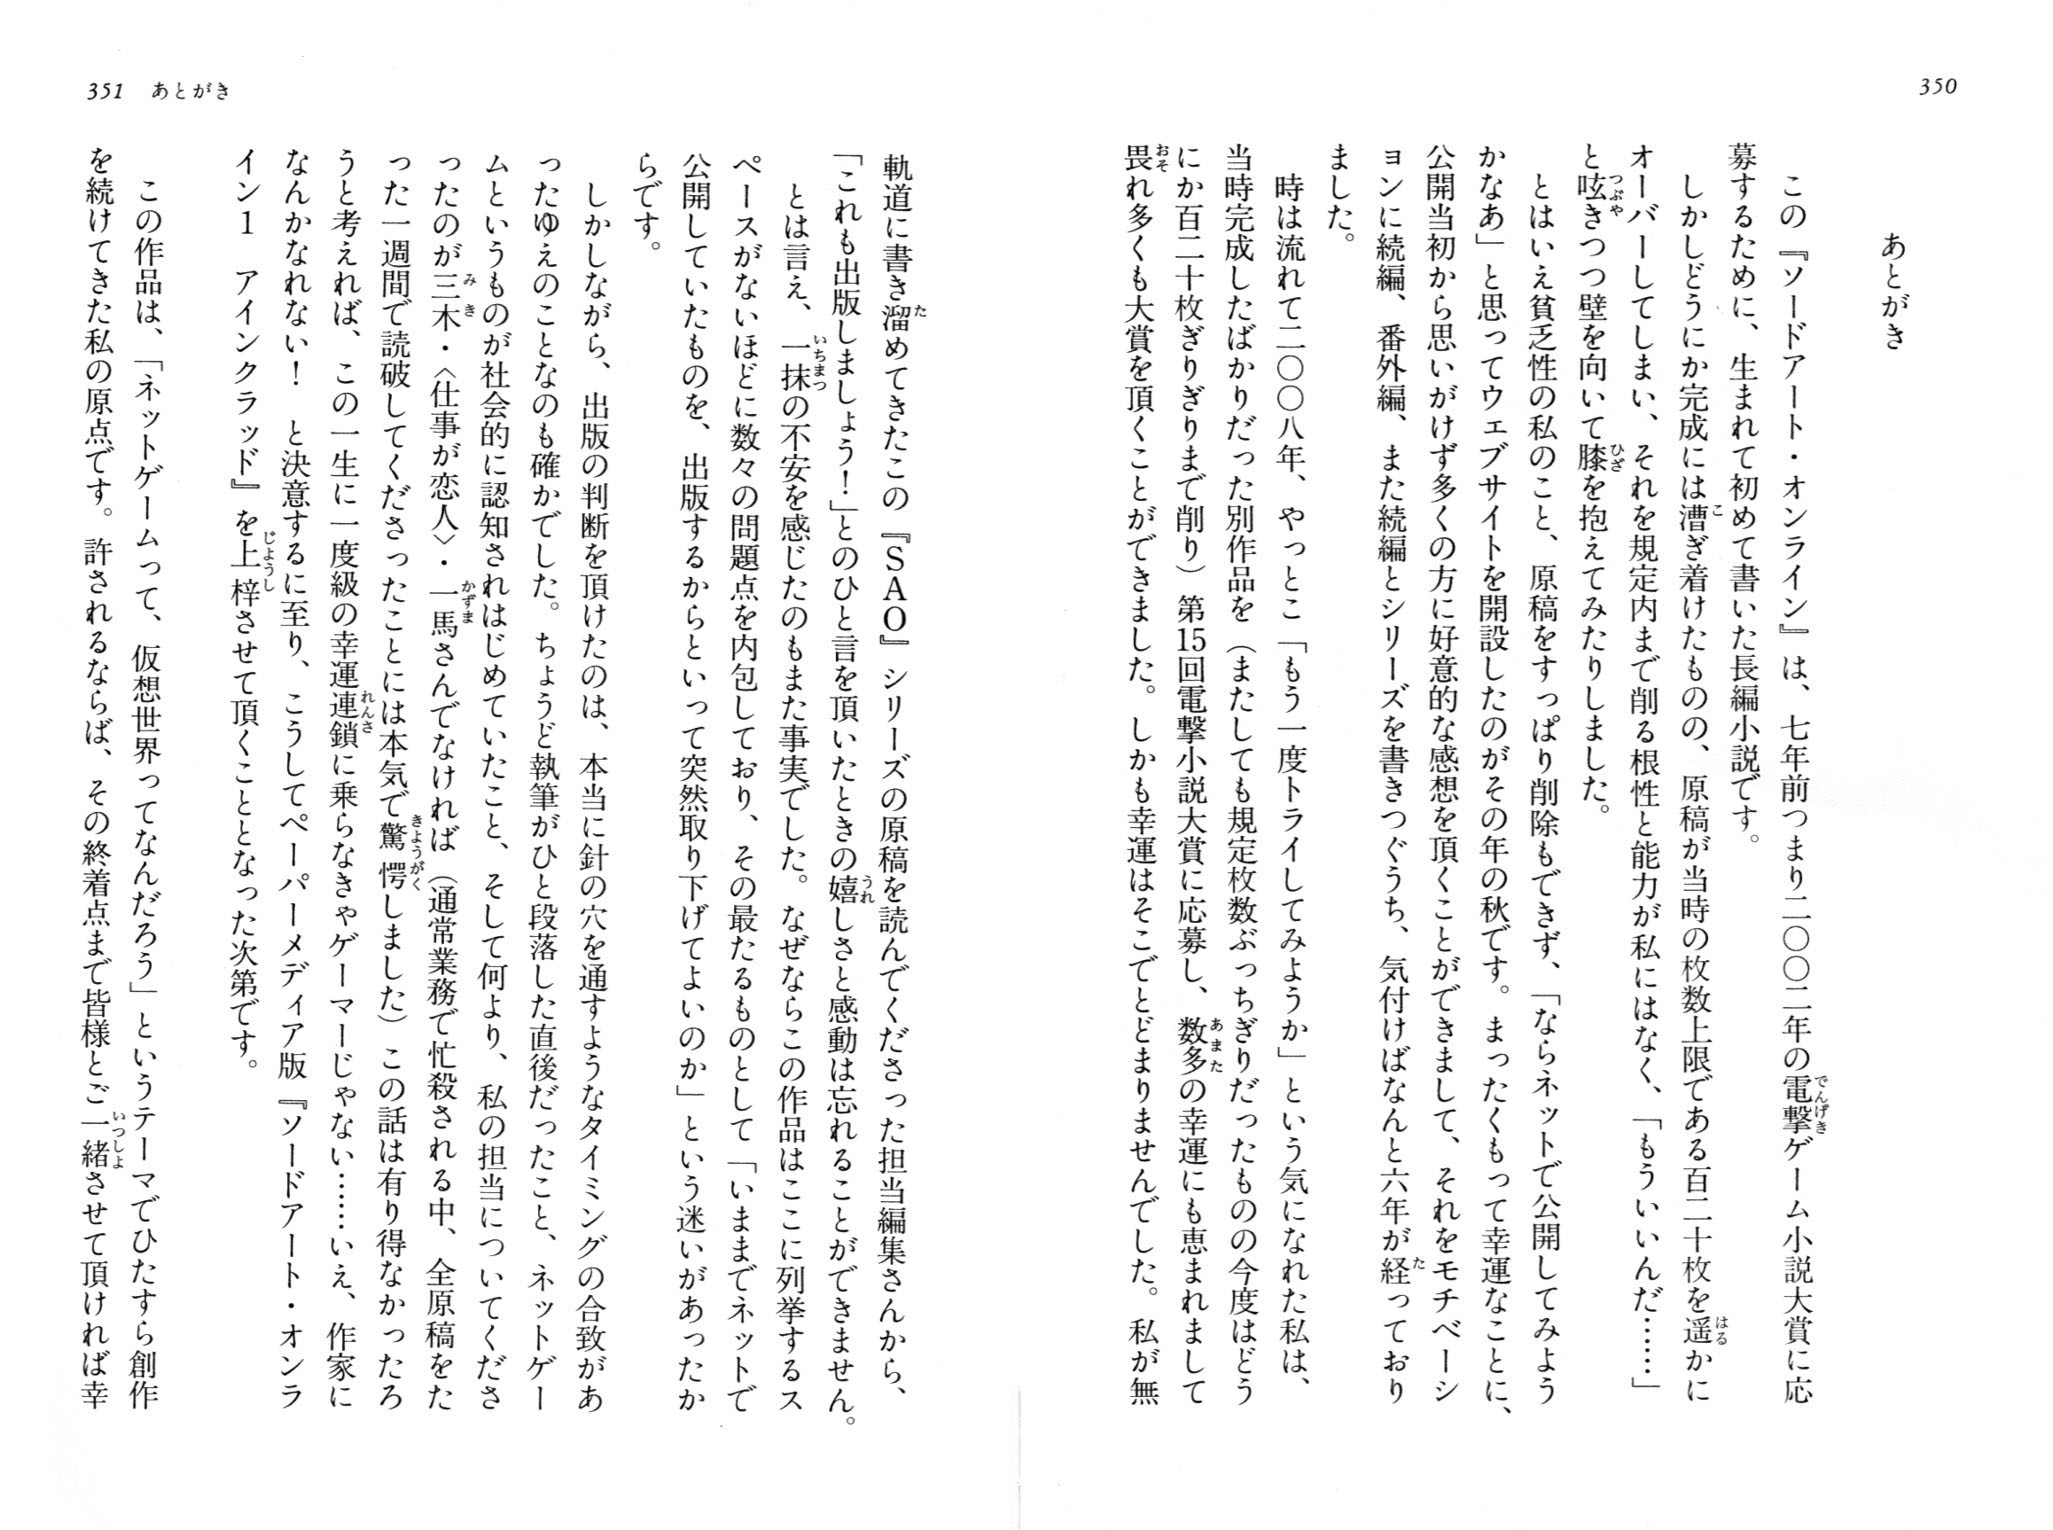 350
あとがき
この『ソードアート・オンライン』は、七年前つまり二〇〇二年の電撃ゲーム小説大賞に応
募するために、生まれて初めて書いた長編小説です。
しかしどうにか完成には漕ぎ着けたものの、原稿が当時の枚数上限である百二十枚を遥かに
オーバーしてしまい、それを規定内まで削る根性と能力が私にはなく、「もういいんだ……」
と呟きつつ壁を向いて膝を抱えてみたりしました。
とはいえ貧乏性の私のこと、原稿をすっぱり削除もできず、「ならネットで公開してみよう
かなあ」と思ってウェブサイトを開設したのがその年の秋です。まったくもって幸運なことに、
公開当初から思いがけず多くの方に好意的な感想を頂くことができまして、それをモチベーシ
ョンに続編、番外編、また続編とシリーズを書きつぐうち、気付けばなんと六年が経っており
ました。
時は流れて二〇〇八年、やっとこ「もう一度トライしてみようか」という気になれた私は、
当時完成したばかりだった別作品を（またしても規定枚数ぶっちぎりだったものの今度はどう
にか百二十枚ぎりぎりまで削り）第15回電撃小説大賞に応募し、数多の幸運にも恵まれまして
畏れ多くも大賞を頂くことができました。しかも幸運はそこでとどまりませんでした。私が無
351 あとがき
軌道に書き溜めてきたこの『SAO』シリーズの原稿を読んでくださった担当編集さんから、
「これも出版しましょう！」とのひと言を頂いたときの嬉しさと感動は忘れることができません。
とは言え、一抹の不安を感じたのもまた事実でした。なぜならこの作品はここに列挙するス
ペースがないほどに数々の問題点を内包しており、その最たるものとして「いままでネットで
公開していたものを、出版するからといって突然取り下げてよいのか」という迷いがあったか
らです。
しかしながら、出版の判断を頂けたのは、本当に針の穴を通すようなタイミングの合致があ
ったゆえのことなのも確かでした。ちょうど執筆がひと段落した直後だったこと、ネットゲー
ムというものが社会的に認知されはじめていたこと、そして何より、私の担当についてくださ
ったのが三木・〈仕事が恋人〉・一馬さんでなければ（通常業務で忙殺される中、全原稿をた
った一週間で読破してくださったことには本気で驚愕しました）この話は有り得なかったろ
うと考えれば、この一生に一度級の幸運連鎖に乗らなきゃゲーマーじゃない……いえ、作家に
なんかなれない！　と決意するに至り、こうしてペーパーメディア版『ソードアート・オンラ
イン1　アインクラッド』を上梓させて頂くこととなった次第です。
この作品は、「ネットゲームって、仮想世界ってなんだろう」というテーマでひたすら創作
を続けてきた私の原点です。許されるならば、その終着点まで皆様とご一緒させて頂ければ幸